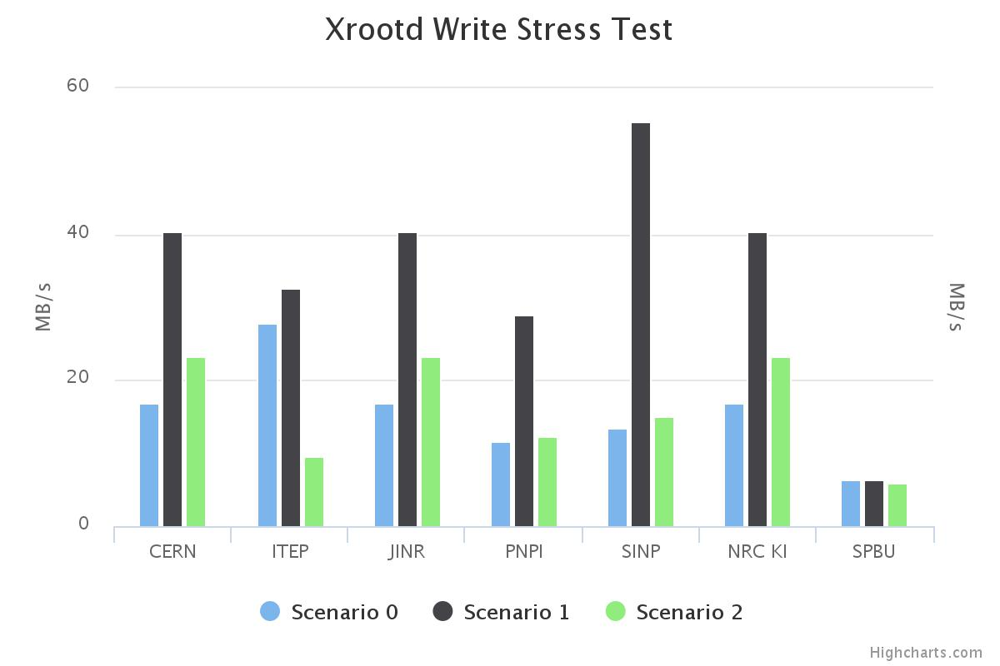 Xrootd Write Stress Test
60
40
20
0
MB/s
MB/s
CERN ITEP JINR PNPI SINP NRC KI SPBU
Scenario 0 Scenario 1 Scenario 2
Highcharts.com